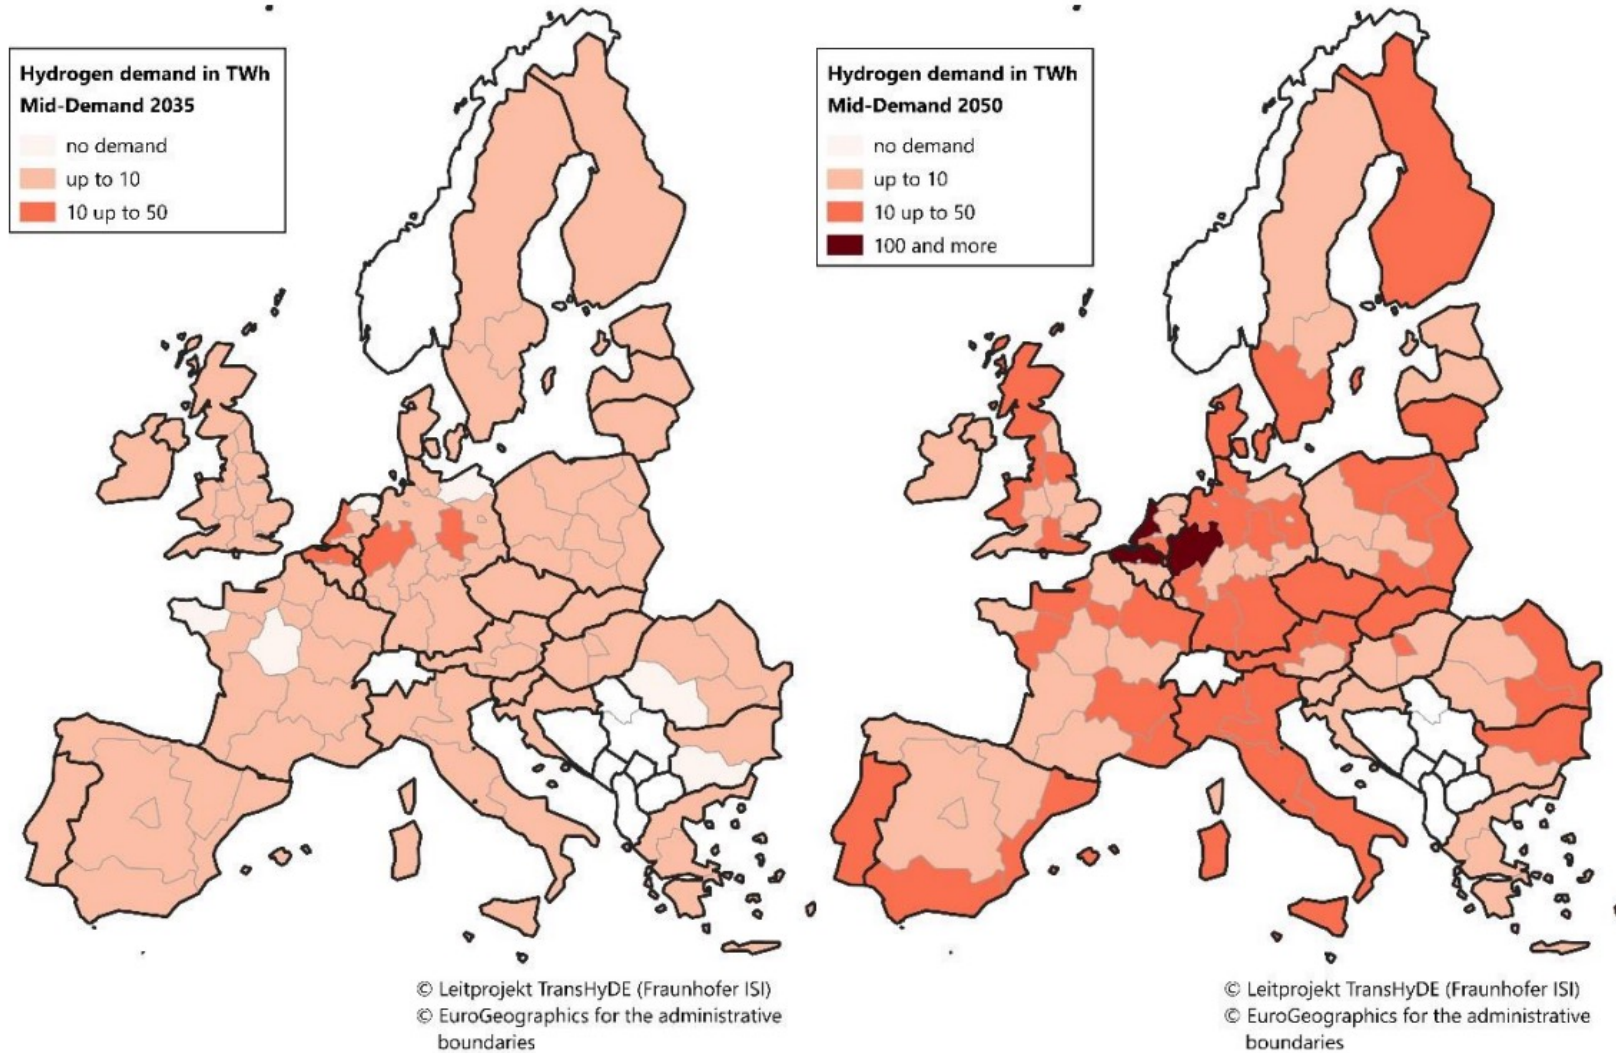 Hydrogen demand in TWh
Mid-Demand 2035
no demand
up to 10
10 up to 50
© Leitprojekt TransHyDE (Fraunhofer ISI)
© EuroGeographics for the administrative
boundaries
Hydrogen demand in TWh
Mid-Demand 2050
no demand
up to 10
10 up to 50
100 and more
© Leitprojekt TransHyDE (Fraunhofer ISI)
© EuroGeographics for the administrative
boundaries